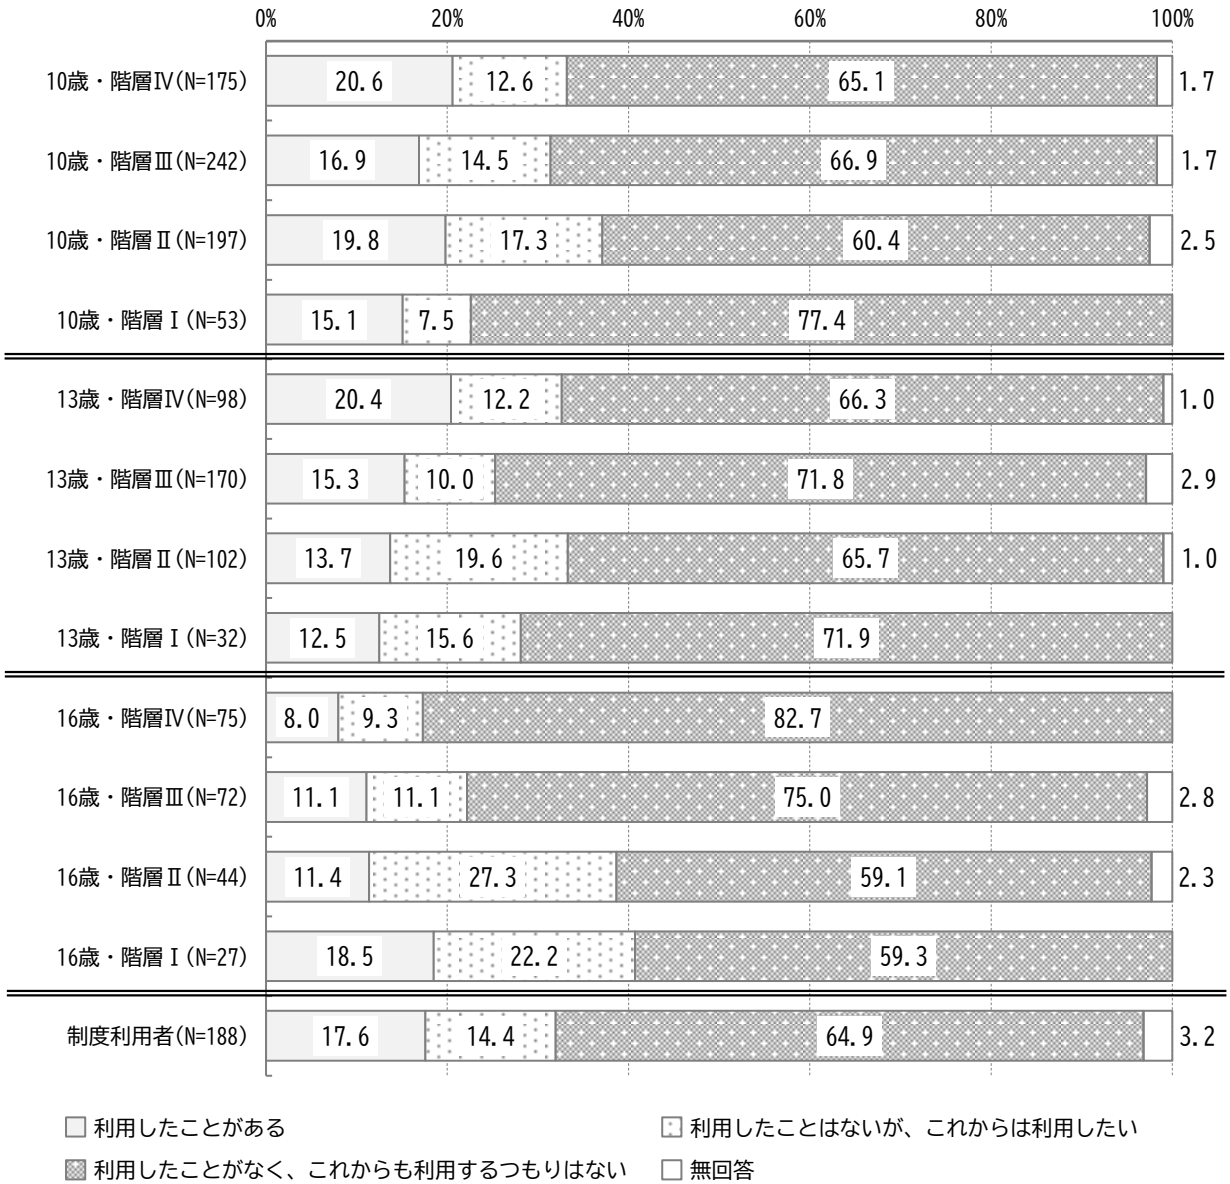 0% 20% 40% 60% 80% 100%
10歳・階層Ⅳ(N=175) 20.6 12.6 65.1 1.7
10歳・階層Ⅲ(N=242) 16.9 14.5 66.9 1.7
10歳・階層Ⅱ(N=197) 19.8 17.3 60.4 2.5
10歳・階層Ⅰ(N=53) 15.1 7.5 77.4
13歳・階層Ⅳ(N=98) 20.4 12.2 66.3 1.0
13歳・階層Ⅲ(N=170) 15.3 10.0 71.8 2.9
13歳・階層Ⅱ(N=102) 13.7 19.6 65.7 1.0
13歳・階層Ⅰ(N=32) 12.5 15.6 71.9
16歳・階層Ⅳ(N=75) 8.0 9.3 82.7
16歳・階層Ⅲ(N=72) 11.1 11.1 75.0 2.8
16歳・階層Ⅱ(N=44) 11.4 27.3 59.1 2.3
16歳・階層Ⅰ(N=27) 18.5 22.2 59.3
制度利用者(N=188) 17.6 14.4 64.9 3.2
利用したことがある 利用したことはないが、これからは利用したい
利用したことがなく、これからも利用するつもりはない 無回答